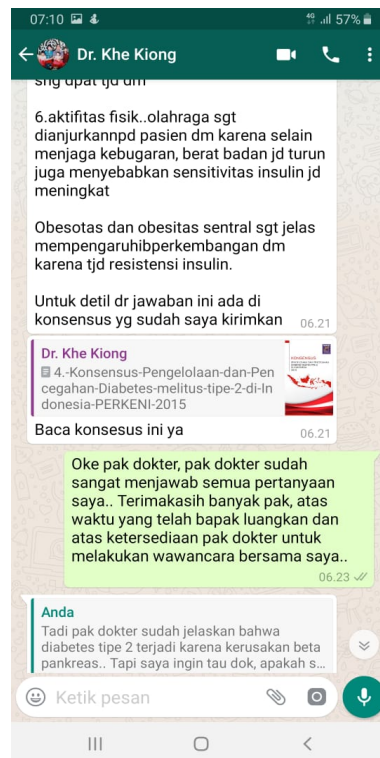 07:10
4G 57%
Dr. Khe Kiong
sng dpat tjd dm
6.aktifitas fisik..olahraga sgt
dianjurkannpd pasien dm karena selain
menjaga kebugaran, berat badan jd turun
juga menyebabkan sensitivitas insulin jd
meningkat
Obesotas dan obesitas sentral sgt jelas
mempengaruhibperkembangan dm
karena tjd resistensi insulin.
Untuk detil dr jawaban ini ada di
konsensus yg sudah saya kirimkan 06.21
Dr. Khe Kiong
4.-Konsensus-Pengelolaan-dan-Pen
cegahan-Diabetes-melitus-tipe-2-di-In
donesia-PERKENI-2015
Baca konsesus ini ya 06.21
Oke pak dokter, pak dokter sudah
sangat menjawab semua pertanyaan
saya.. Terimakasih banyak pak, atas
waktu yang telah bapak luangkan dan
atas ketersediaan pak dokter untuk
melakukan wawancara bersama saya..
06.23
Anda
Tadi pak dokter sudah jelaskan bahwa
diabetes tipe 2 terjadi karena kerusakan beta
pankreas.. Tapi saya ingin tau dok, apakah s...
Ketik pesan